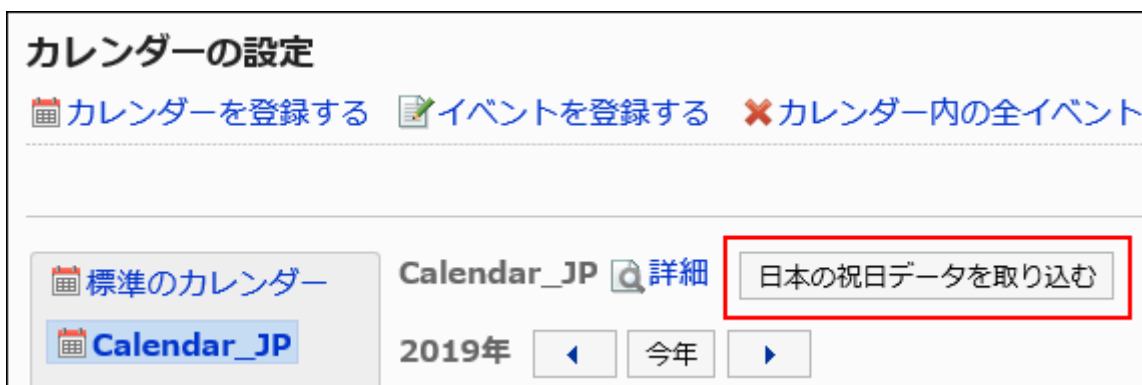 カレンダーの設定
カレンダーを登録する イベントを登録する カレンダー内の全イベント
標準のカレンダー
Calendar_JP
Calendar_JP 詳細 日本の祝日データを取り込む
2019年 今年